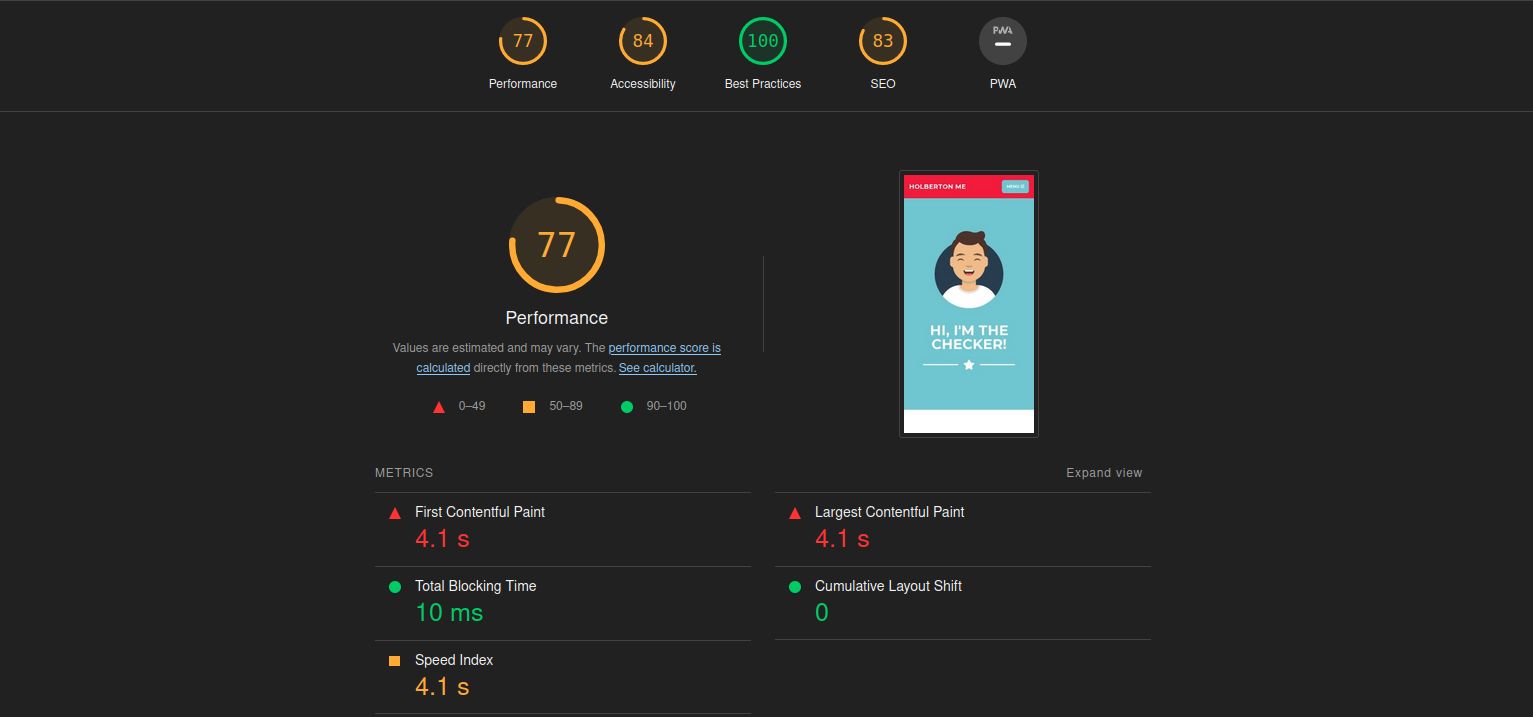 77
84
100
83
PWA
Performance
Accessibility
Best Practices
SEO
PWA
77
Performance
Values are estimated and may vary. The performance score is
calculated directly from these metrics. See calculator.
0–49
50–89
90–100
HOLBERTON ME
MENU
HI, I'M THE
CHECKER!
METRICS
Expand view
First Contentful Paint
4.1 s
Largest Contentful Paint
4.1 s
Total Blocking Time
10 ms
Cumulative Layout Shift
0
Speed Index
4.1 s